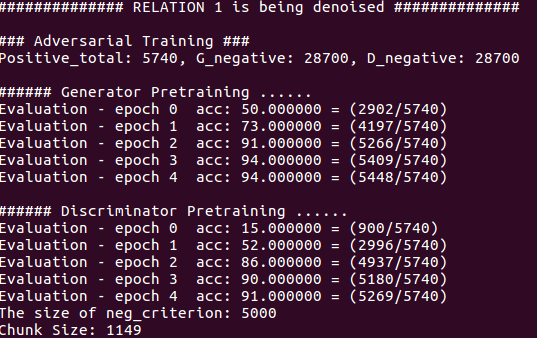 ############## RELATION 1 is being denoised ##############
### Adversarial Training ###
Positive_total: 5740, G_negative: 28700, D_negative: 28700
###### Generator Pretraining ......
Evaluation - epoch 0  acc: 50.000000 = (2902/5740)
Evaluation - epoch 1  acc: 73.000000 = (4197/5740)
Evaluation - epoch 2  acc: 91.000000 = (5266/5740)
Evaluation - epoch 3  acc: 94.000000 = (5409/5740)
Evaluation - epoch 4  acc: 94.000000 = (5448/5740)
###### Discriminator Pretraining ......
Evaluation - epoch 0  acc: 15.000000 = (900/5740)
Evaluation - epoch 1  acc: 52.000000 = (2996/5740)
Evaluation - epoch 2  acc: 86.000000 = (4937/5740)
Evaluation - epoch 3  acc: 90.000000 = (5180/5740)
Evaluation - epoch 4  acc: 91.000000 = (5269/5740)
The size of neg_criterion: 5000
Chunk Size: 1149